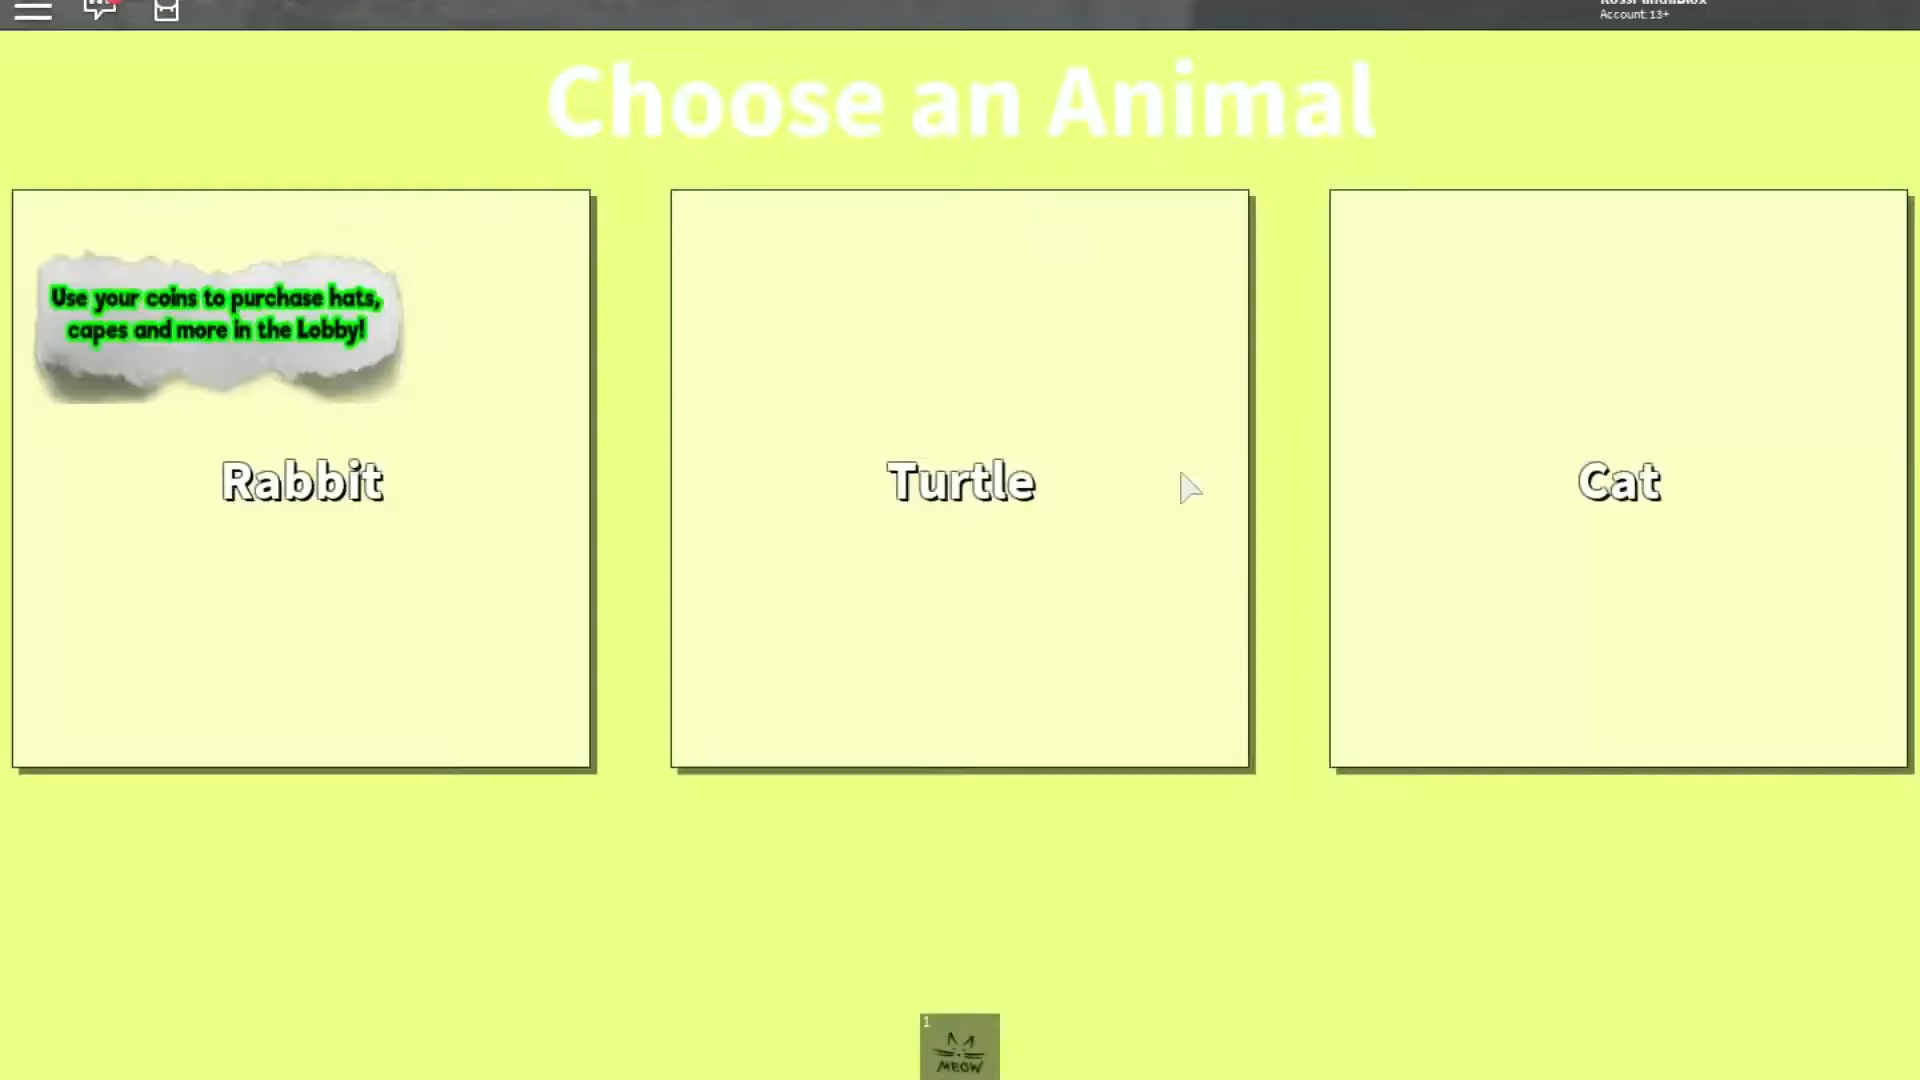 Account: 13+
Choose an Animal
Use your coins to purchase hats,
capes and more in the Lobby!
Rabbit
Turtle
Cat
1
MEOW